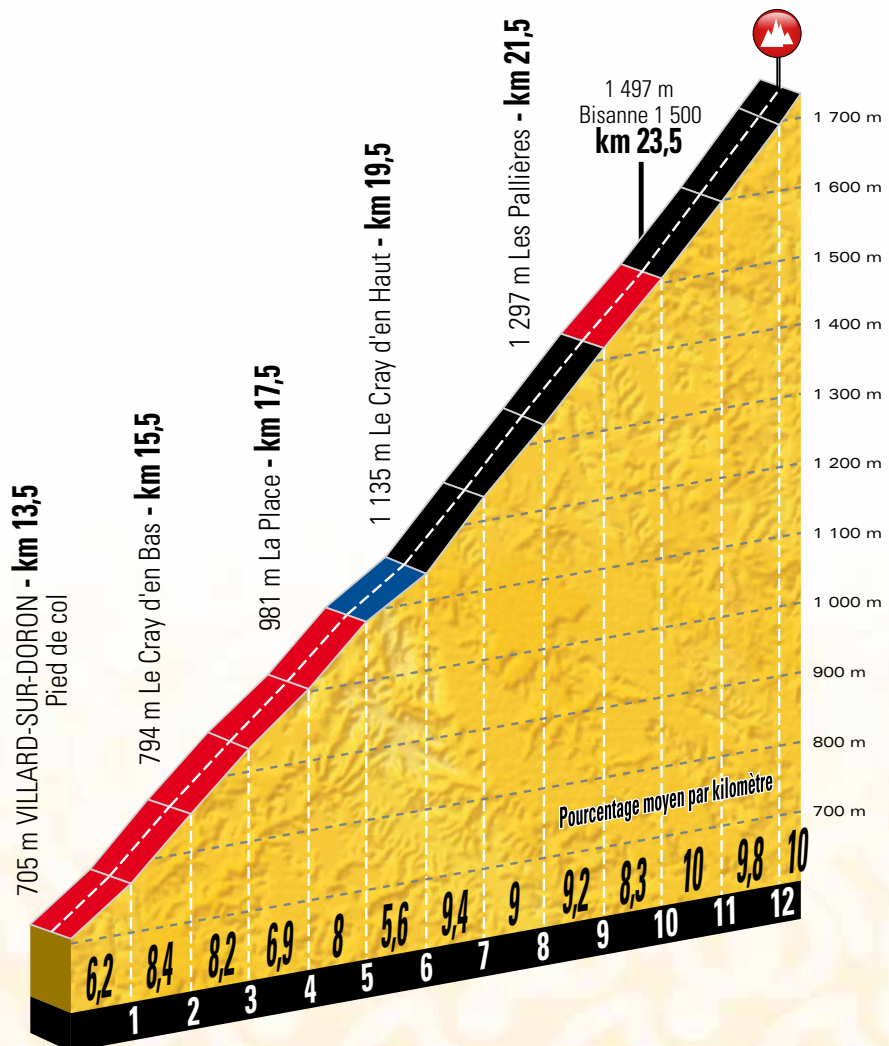 705 m VILLARD-SUR-DORON - km 13,5
Pied de col
794 m Le Cray d'en Bas - km 15,5
981 m La Place - km 17,5
1 135 m Le Cray d'en Haut - km 19,5
1 297 m Les Pallières - km 21,5
1 497 m
Bisanne 1 500
km 23,5
1 700 m
1 600 m
1 500 m
1 400 m
1 300 m
1 200 m
1 100 m
1 000 m
900 m
800 m
700 m
Pourcentage moyen par kilomètre
6,2 8,4 8,2 6,9 8 5,6 9,4 9 9,2 8,3 10 9,8 10
1 2 3 4 5 6 7 8 9 10 11 12